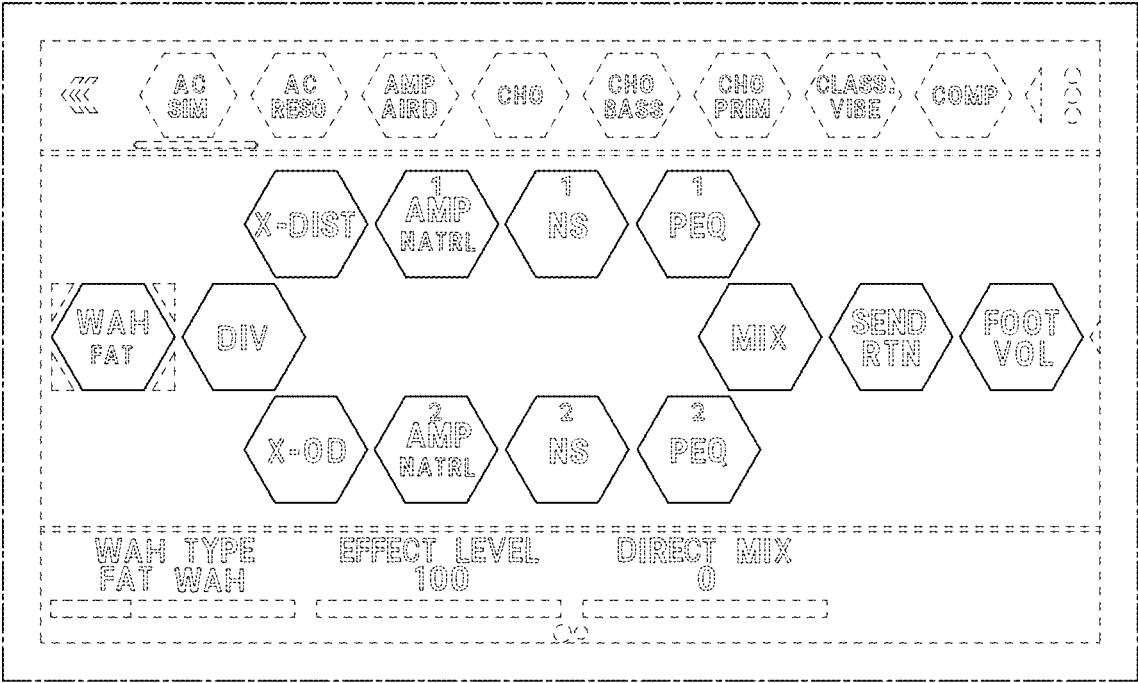 AC SIM
AC RESO
AMP AIRD
CHO
CHO BASS
CHO PRIM
CLASS. VIBE
COMP
X-DIST
1 AMP NATRL
1 NS
1 PEQ
WAH FAT
DIV
MIX
SEND RTN
FOOT VOL
X-OD
2 AMP NATRL
2 NS
2 PEQ
WAH TYPE
FAT WAH
EFFECT LEVEL
100
DIRECT MIX
0